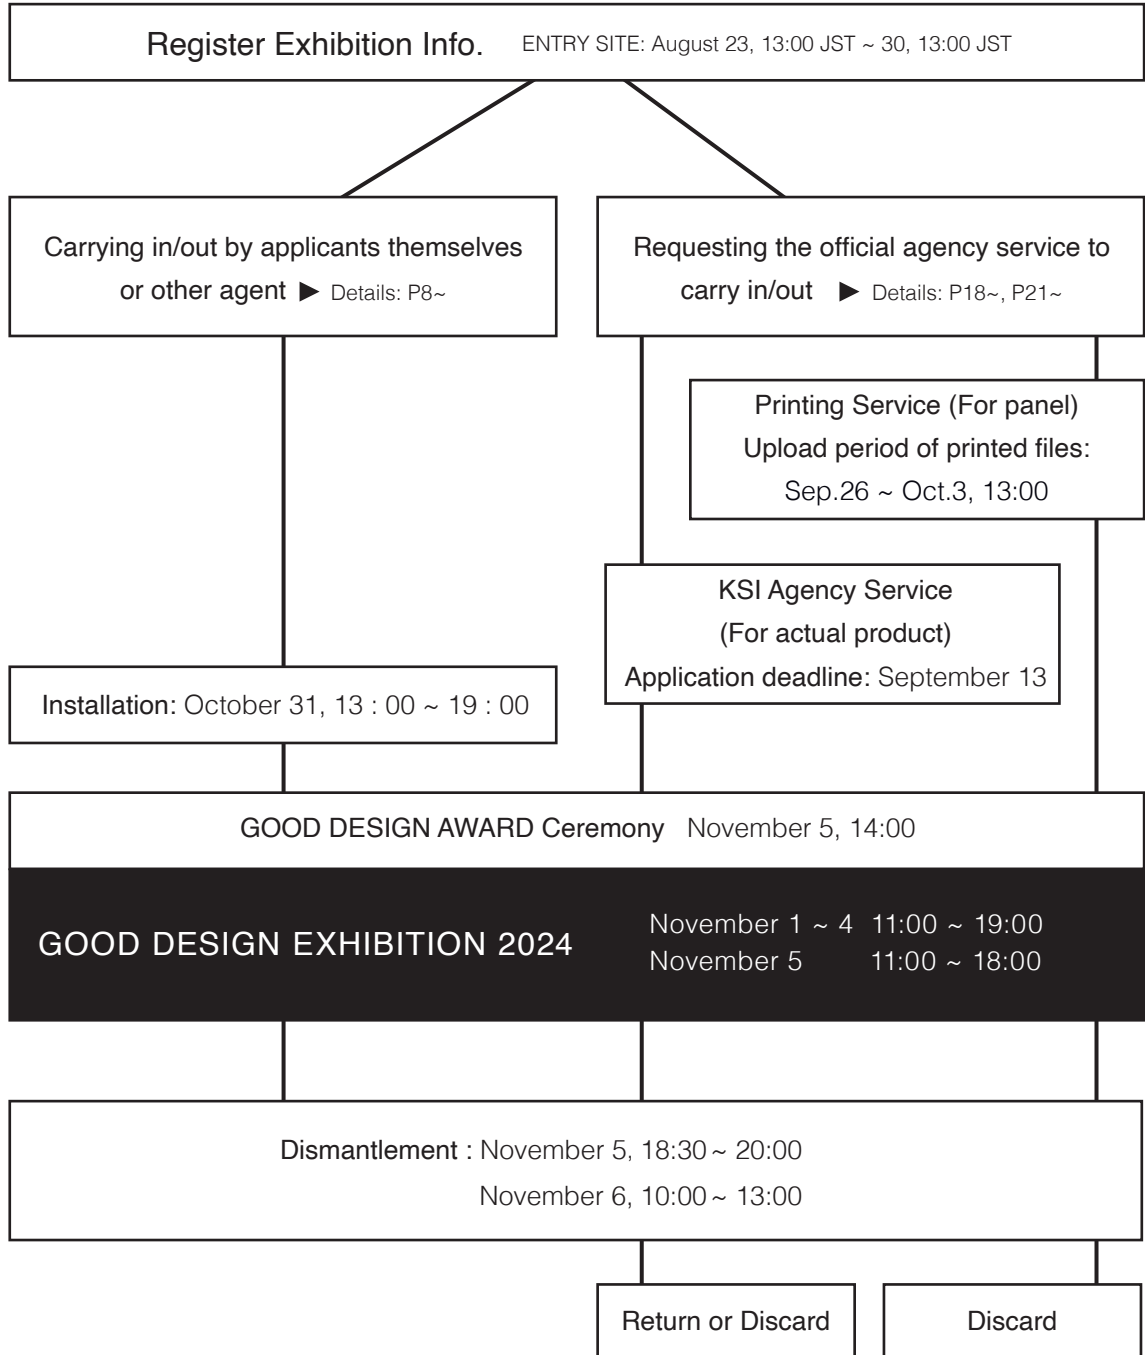 Register Exhibition Info. ENTRY SITE: August 23, 13:00 JST ~ 30, 13:00 JST
Carrying in/out by applicants themselves
or other agent ▶ Details: P8~
Requesting the official agency service to
carry in/out ▶ Details: P18~, P21~
Printing Service (For panel)
Upload period of printed files:
Sep.26 ~ Oct.3, 13:00
KSI Agency Service
(For actual product)
Application deadline: September 13
Installation: October 31, 13 : 00 ~ 19 : 00
GOOD DESIGN AWARD Ceremony November 5, 14:00
GOOD DESIGN EXHIBITION 2024
November 1 ~ 4 11:00 ~ 19:00
November 5 11:00 ~ 18:00
Dismantlement : November 5, 18:30 ~ 20:00
November 6, 10:00 ~ 13:00
Return or Discard
Discard